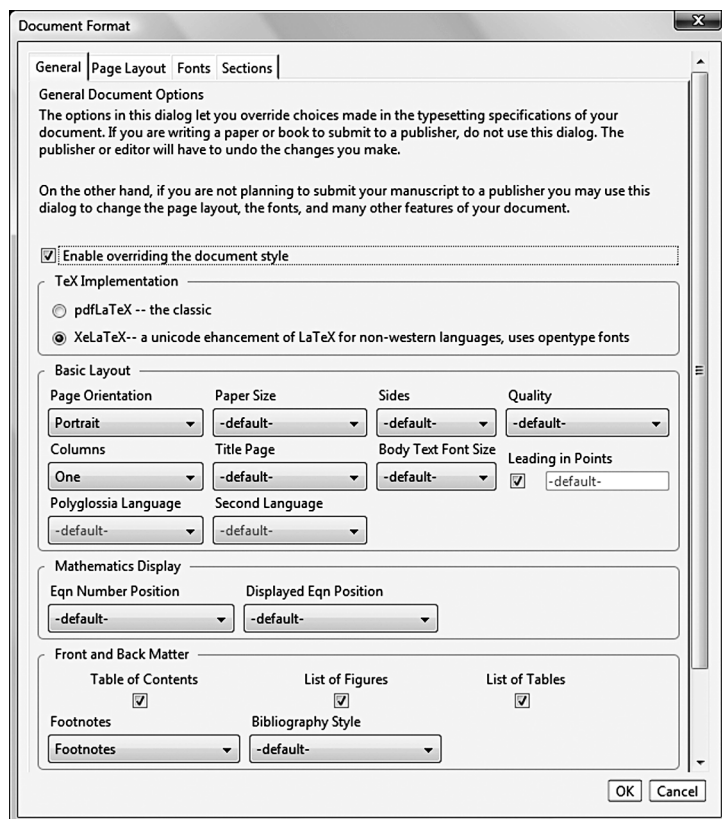 Document Format
General Page Layout Fonts Sections
General Document Options
The options in this dialog let you override choices made in the typesetting specifications of your
document. If you are writing a paper or book to submit to a publisher, do not use this dialog. The
publisher or editor will have to undo the changes you make.
On the other hand, if you are not planning to submit your manuscript to a publisher you may use this
dialog to change the page layout, the fonts, and many other features of your document.
Enable overriding the document style
TeX Implementation
pdfLaTeX -- the classic
XeLaTeX-- a unicode ehancement of LaTeX for non-western languages, uses opentype fonts
Basic Layout
Page Orientation Paper Size Sides Quality
Portrait -default- -default- -default-
Columns Title Page Body Text Font Size Leading in Points
One -default- -default- -default-
Polyglossia Language Second Language
-default- -default-
Mathematics Display
Eqn Number Position Displayed Eqn Position
-default- -default-
Front and Back Matter
Table of Contents List of Figures List of Tables
Footnotes Bibliography Style
Footnotes -default-
OK Cancel